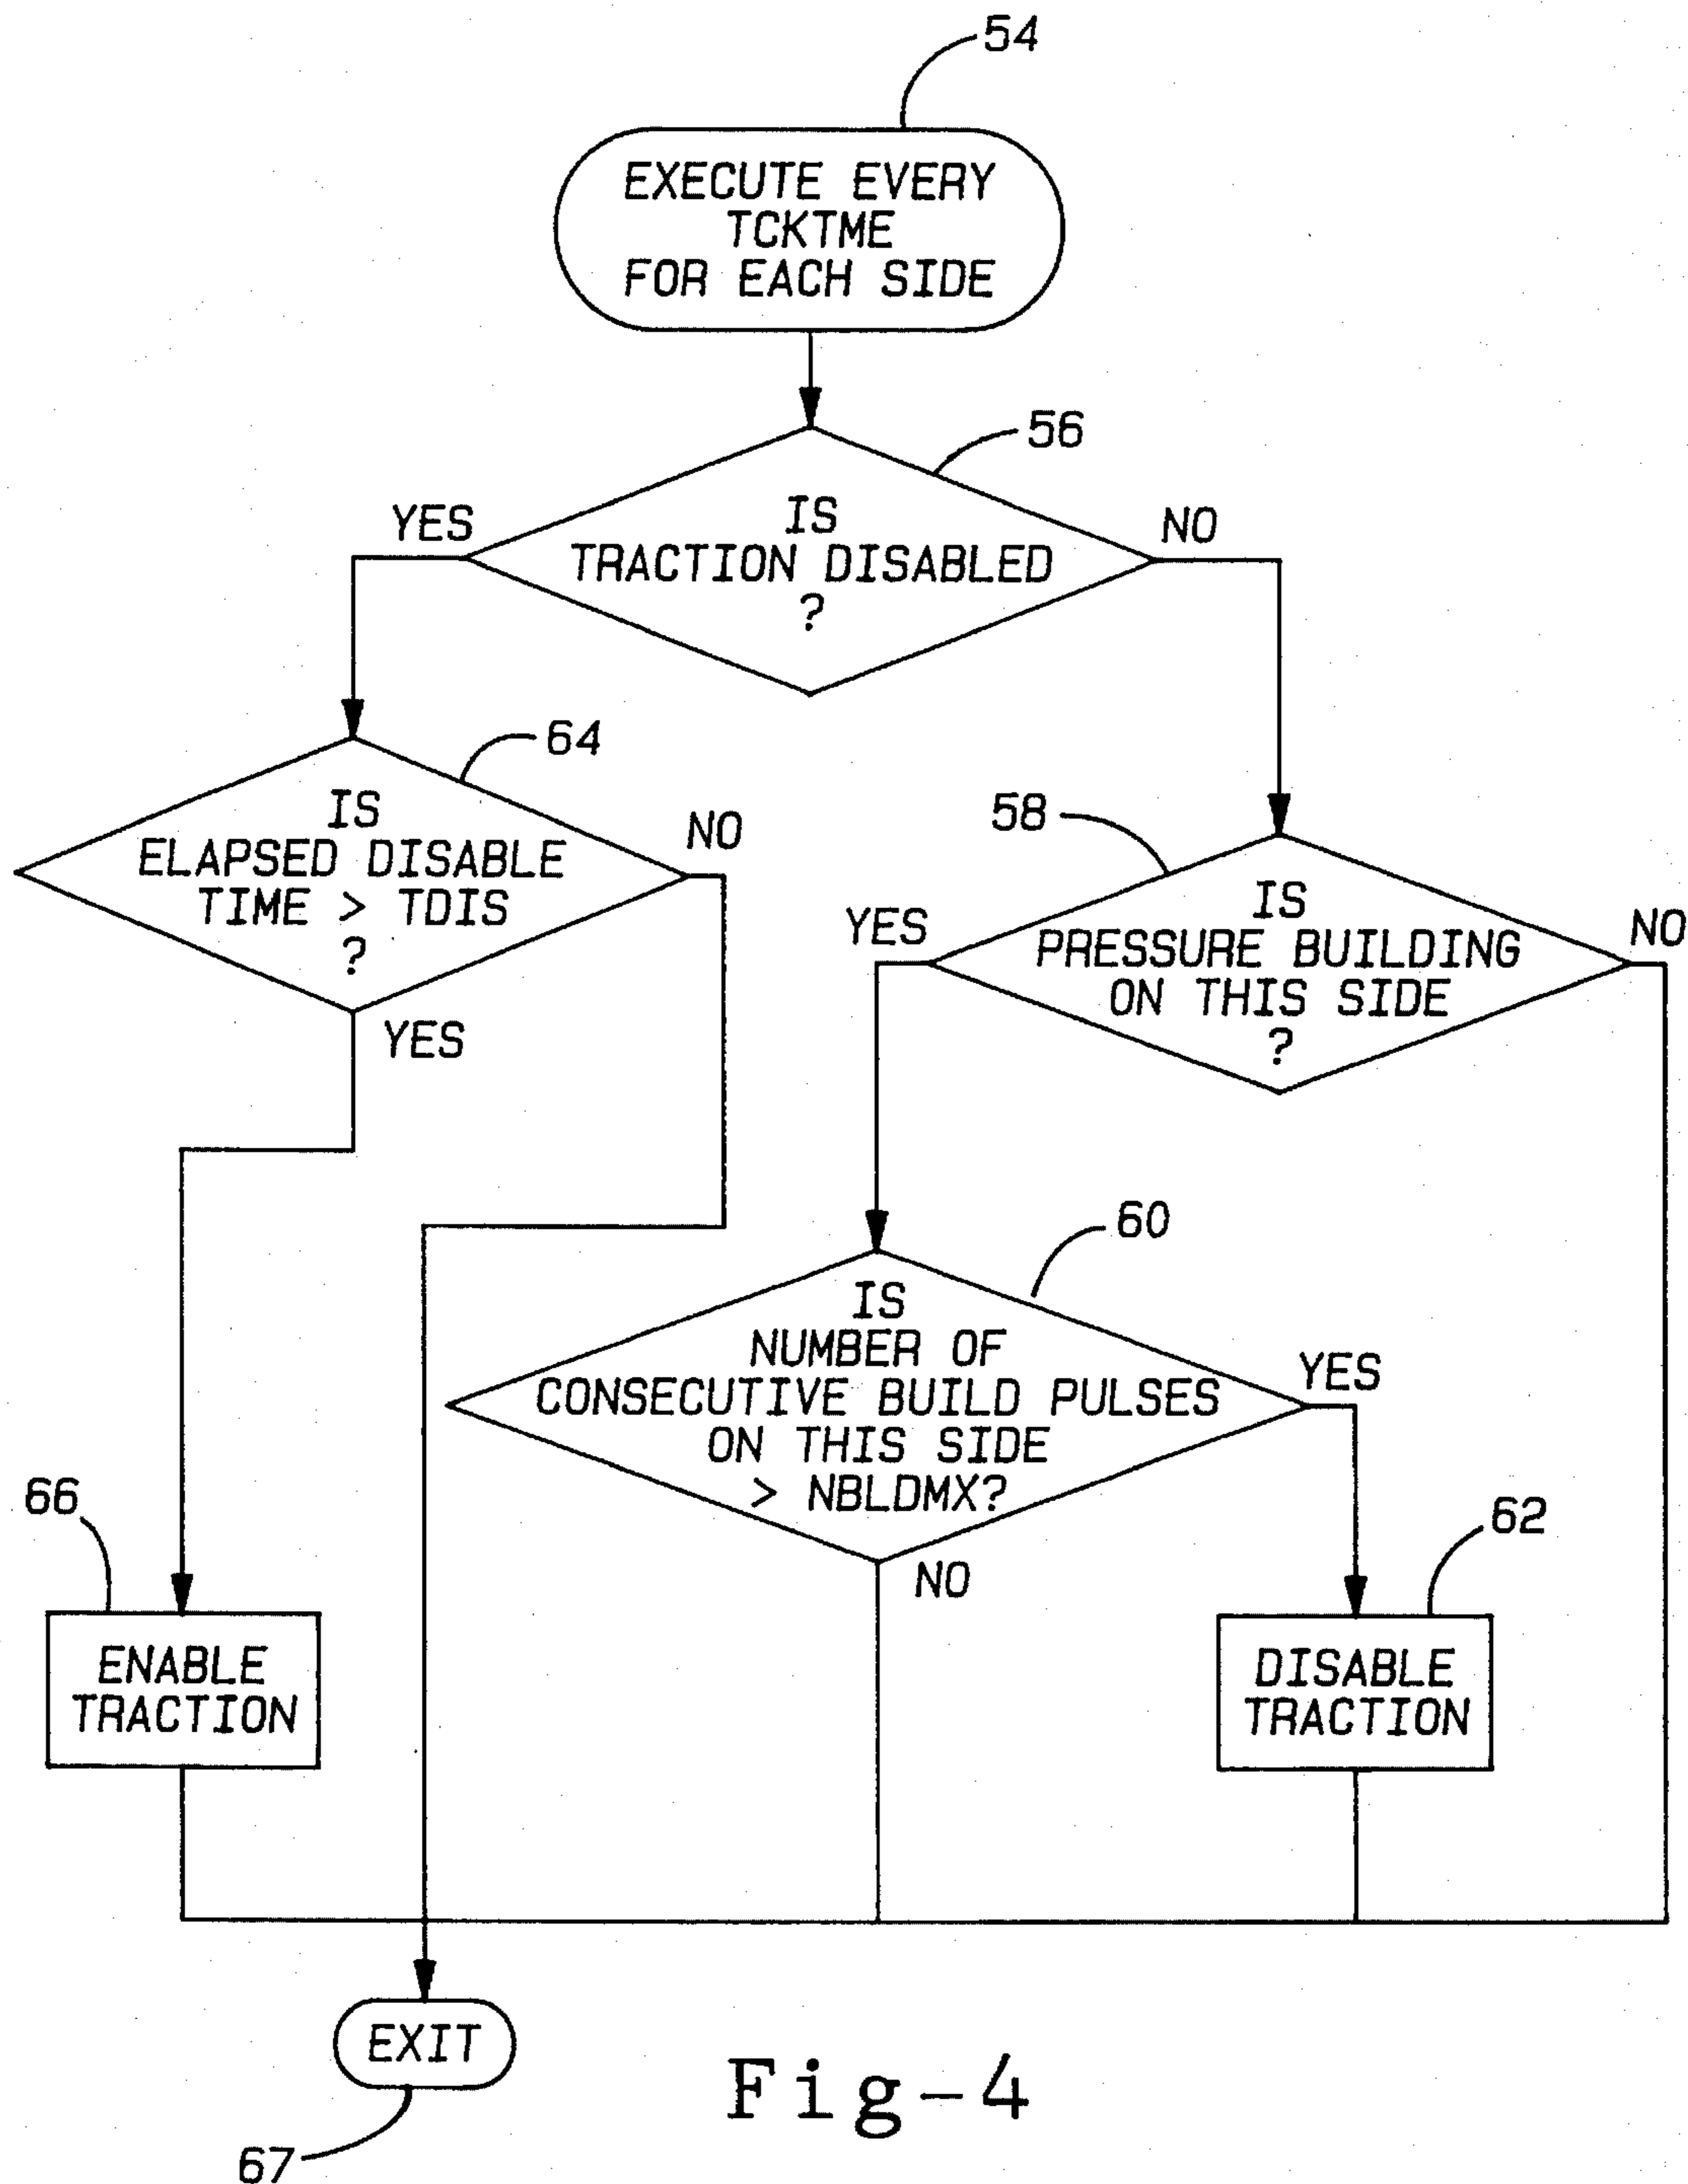 54
EXECUTE EVERY
TCKTME
FOR EACH SIDE
56
IS
TRACTION DISABLED
?
YES
NO
64
IS
ELAPSED DISABLE
TIME > TDIS
?
NO
YES
58
IS
PRESSURE BUILDING
ON THIS SIDE
?
YES
NO
60
IS
NUMBER OF
CONSECUTIVE BUILD PULSES
ON THIS SIDE
> NBLDMX?
YES
NO
66
ENABLE
TRACTION
62
DISABLE
TRACTION
EXIT
67
Fig-4